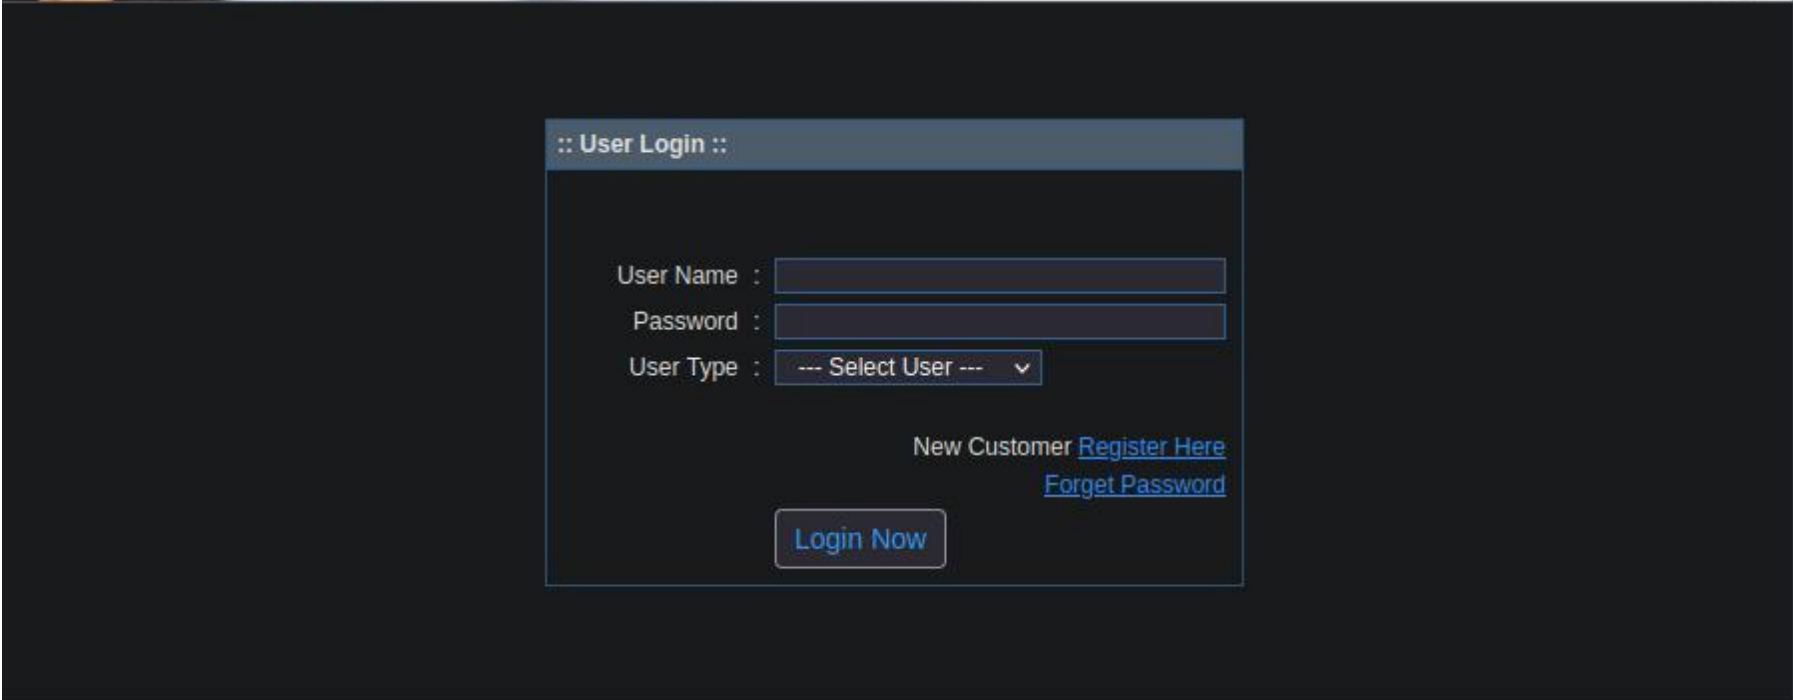 :: User Login ::
User Name :
Password :
User Type : --- Select User ---
New Customer Register Here
Forget Password
Login Now